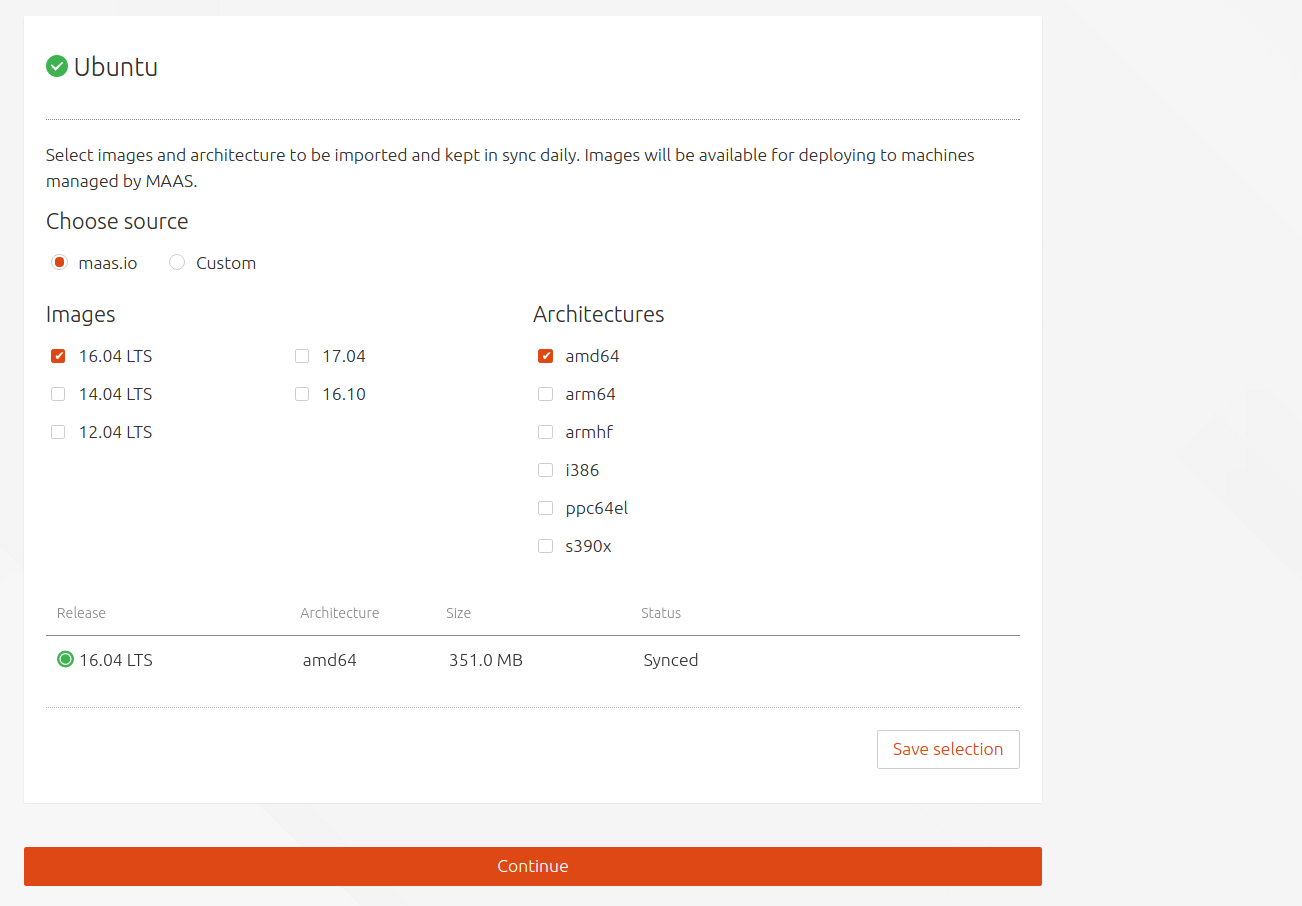 Ubuntu
Select images and architecture to be imported and kept in sync daily. Images will be available for deploying to machines
managed by MAAS.
Choose source
maas.io Custom
Images Architectures
16.04 LTS 17.04 amd64
14.04 LTS 16.10 arm64
12.04 LTS armhf
i386
ppc64el
s390x
Release Architecture Size Status
16.04 LTS amd64 351.0 MB Synced
Save selection
Continue